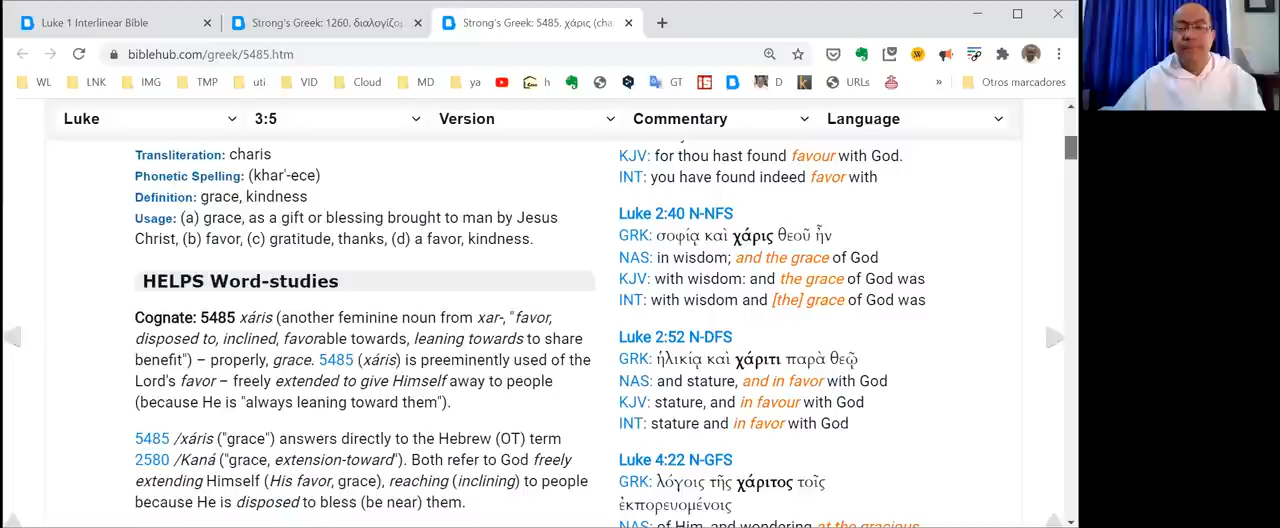 Luke 1 Interlinear Bible
Strong's Greek: 1260. διαλογίζο
Strong's Greek: 5485. χάρις (cha
biblehub.com/greek/5485.htm
WL LNK IMG TMP uti VID Cloud MD ya h GT D URLs » Otros marcadores
Luke 3:5 Version Commentary Language
Transliteration: charis
Phonetic Spelling: (khar'-ece)
Definition: grace, kindness
Usage: (a) grace, as a gift or blessing brought to man by Jesus
Christ, (b) favor, (c) gratitude, thanks, (d) a favor, kindness.
HELPS Word-studies
Cognate: 5485 xáris (another feminine noun from xar-, "favor,
disposed to, inclined, favorable towards, leaning towards to share
benefit") – properly, grace. 5485 (xáris) is preeminently used of the
Lord's favor – freely extended to give Himself away to people
(because He is "always leaning toward them").
5485 /xáris ("grace") answers directly to the Hebrew (OT) term
2580 /Kaná ("grace, extension-toward"). Both refer to God freely
extending Himself (His favor, grace), reaching (inclining) to people
because He is disposed to bless (be near) them.
KJV: for thou hast found favour with God.
INT: you have found indeed favor with
Luke 2:40 N-NFS
GRK: σοφίᾳ καὶ χάρις θεοῦ ἦν
NAS: in wisdom; and the grace of God
KJV: with wisdom: and the grace of God was
INT: with wisdom and [the] grace of God was
Luke 2:52 N-DFS
GRK: ἡλικίᾳ καὶ χάριτι παρὰ θεῷ
NAS: and stature, and in favor with God
KJV: stature, and in favour with God
INT: stature and in favor with God
Luke 4:22 N-GFS
GRK: λόγοις τῆς χάριτος τοῖς
ἐκπορευομένοις
NAS: of Him, and wondering at the gracious